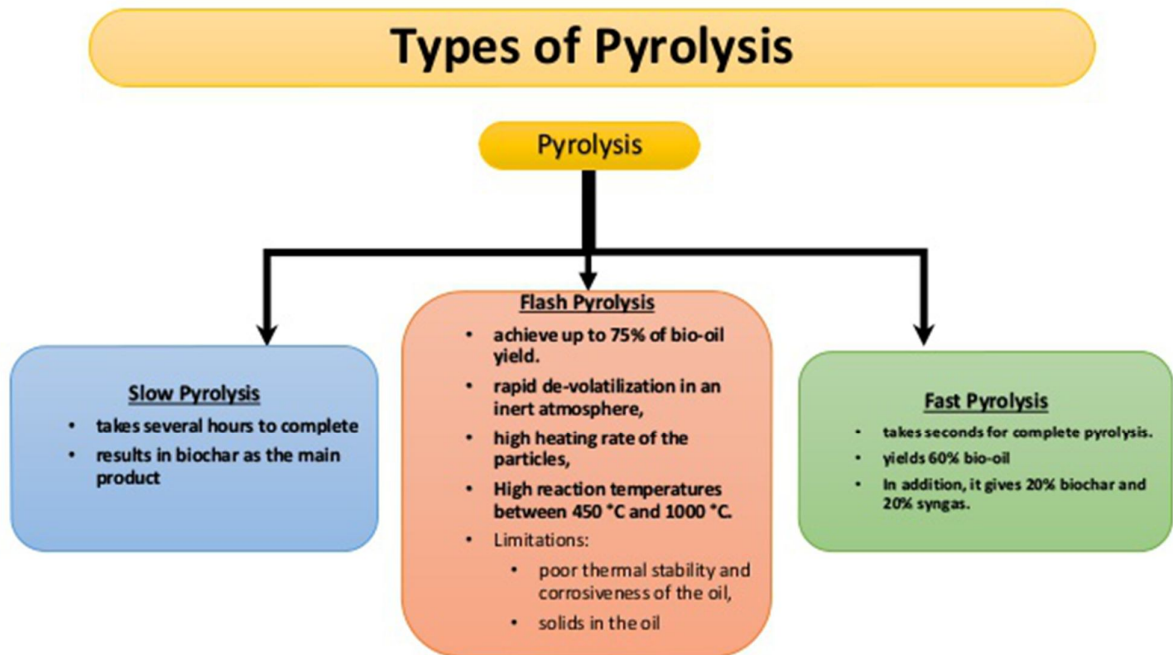 Types of Pyrolysis
Pyrolysis
Slow Pyrolysis
• takes several hours to complete
• results in biochar as the main
product
Flash Pyrolysis
• achieve up to 75% of bio-oil
yield.
• rapid de-volatilization in an
inert atmosphere,
• high heating rate of the
particles,
• High reaction temperatures
between 450 °C and 1000 °C.
• Limitations:
• poor thermal stability and
corrosiveness of the oil,
• solids in the oil
Fast Pyrolysis
• takes seconds for complete pyrolysis.
• yields 60% bio-oil
• In addition, it gives 20% biochar and
20% syngas.